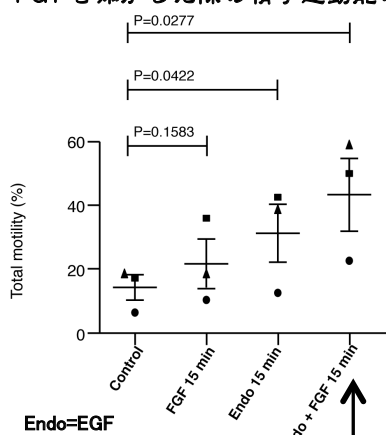 P=0.0277
P=0.0422
P=0.1583
Total motility (%)
60
40
20
0
Control
FGF 15 min
Endo 15 min
+ FGF 15 min
Endo=EGF